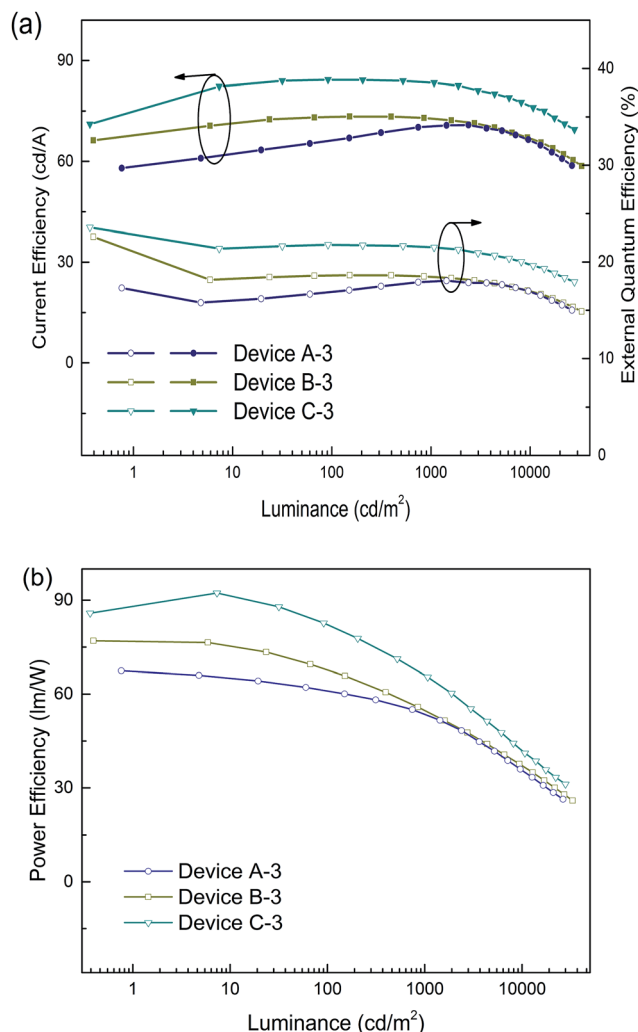 (a)
90
60
30
0
Current Efficiency (cd/A)
40
30
20
10
0
External Quantum Efficiency (%)
Device A-3
Device B-3
Device C-3
1 10 100 1000 10000
Luminance (cd/m²)
(b)
90
60
30
0
Power Efficiency (lm/W)
Device A-3
Device B-3
Device C-3
1 10 100 1000 10000
Luminance (cd/m²)